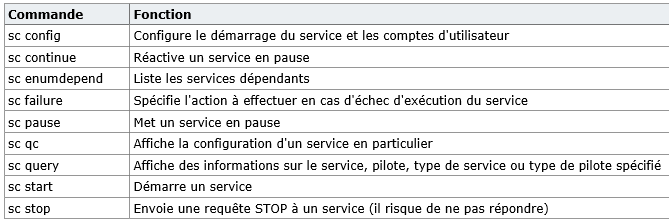 Commande Fonction
sc config Configure le démarrage du service et les comptes d'utilisateur
sc continue Réactive un service en pause
sc enumdepend Liste les services dépendants
sc failure Spécifie l'action à effectuer en cas d'échec d'exécution du service
sc pause Met un service en pause
sc qc Affiche la configuration d'un service en particulier
sc query Affiche des informations sur le service, pilote, type de service ou type de pilote spécifié
sc start Démarre un service
sc stop Envoie une requête STOP à un service (il risque de ne pas répondre)